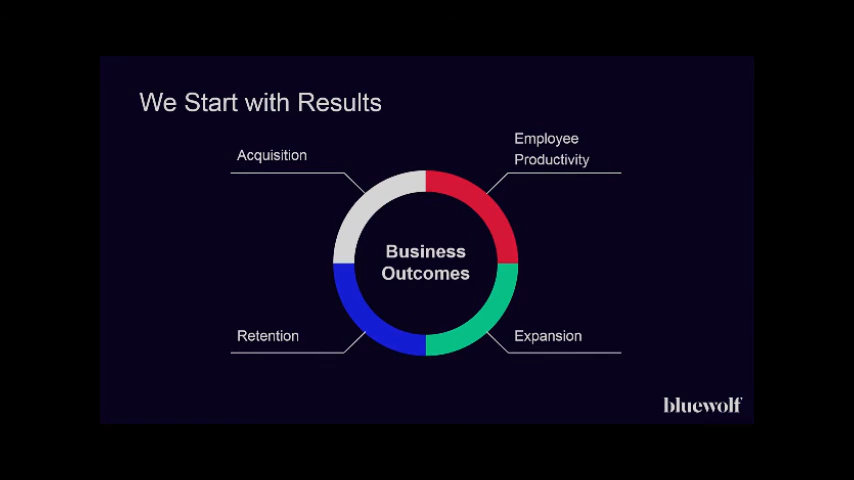 We Start with Results
Acquisition
Employee
Productivity
Business
Outcomes
Retention
Expansion
bluewolf